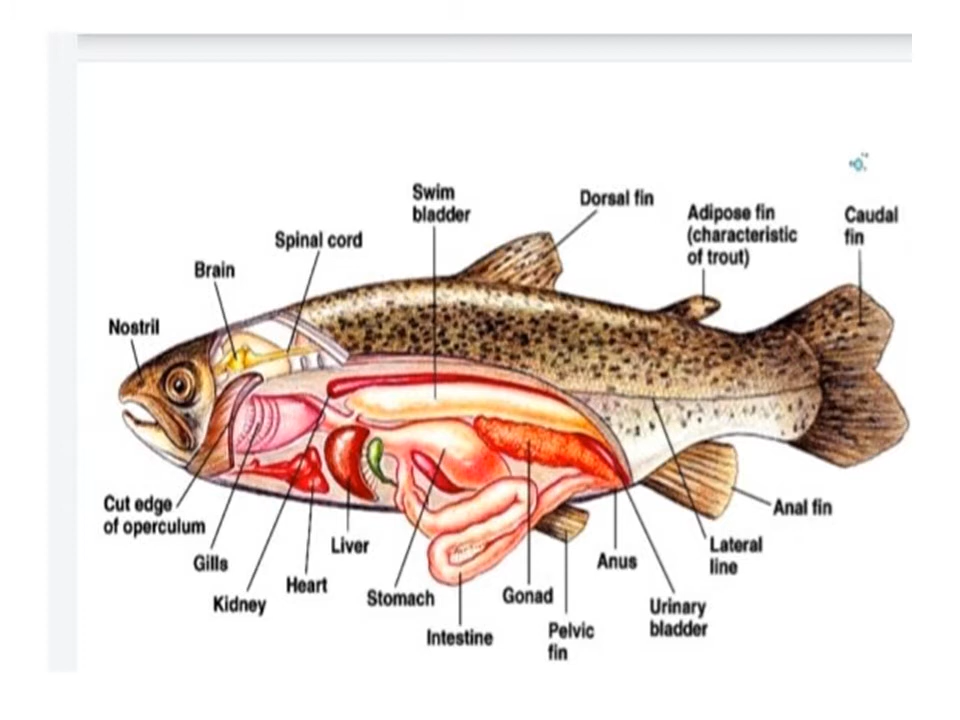 Swim
bladder
Dorsal fin
Adipose fin
(characteristic
of trout)
Caudal
fin
Spinal cord
Brain
Nostril
Cut edge
of operculum
Gills
Kidney
Heart
Liver
Stomach
Intestine
Gonad
Pelvic
fin
Anus
Urinary
bladder
Lateral
line
Anal fin